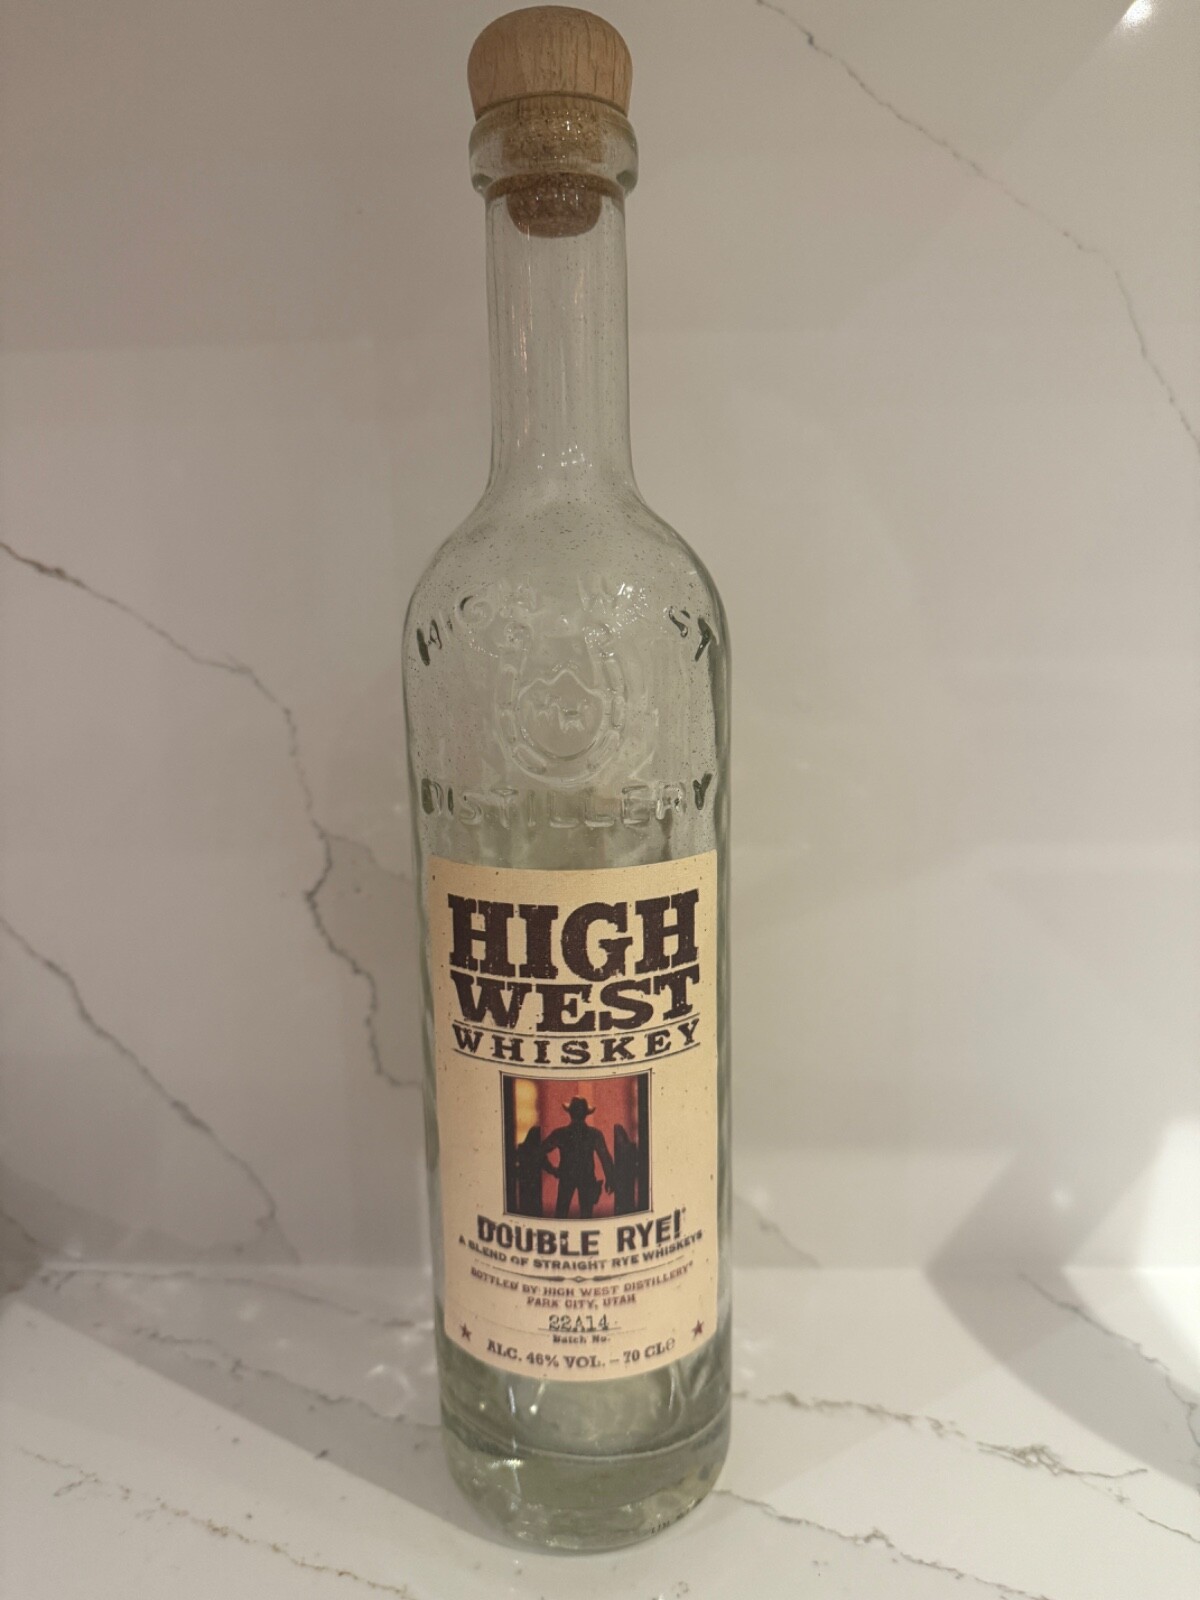 HIGH WEST
DISTILLERY
HIGH
WEST
WHISKEY
DOUBLE RYE!
A BLEND OF STRAIGHT RYE WHISKEYS
BOTTLED BY HIGH WEST DISTILLERY®
PARK CITY, UTAH
22A14
Batch No.
ALC. 46% VOL. – 70 CL℮